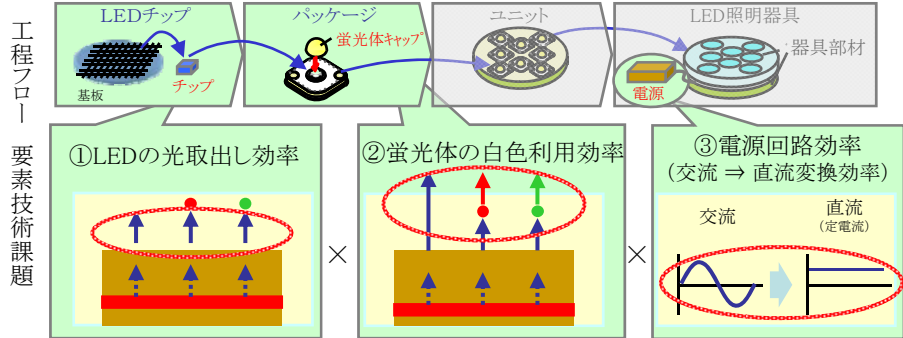 工程フロー
LEDチップ
パッケージ
ユニット
LED照明器具
基板
チップ
蛍光体キャップ
電源
器具部材
要素技術課題
①LEDの光取出し効率
×
②蛍光体の白色利用効率
×
③電源回路効率
(交流 ⇒ 直流変換効率)
交流
直流
(定電流)